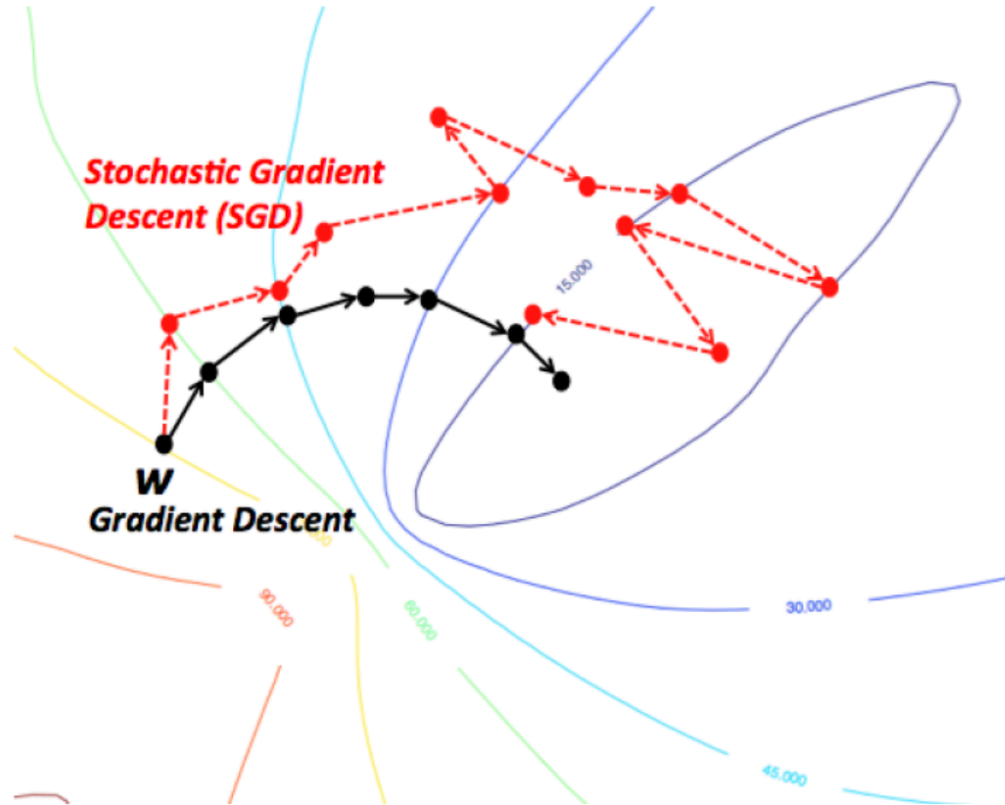 Stochastic Gradient
Descent (SGD)
15.000
W
Gradient Descent
90.000
60.000
30.000
45.000